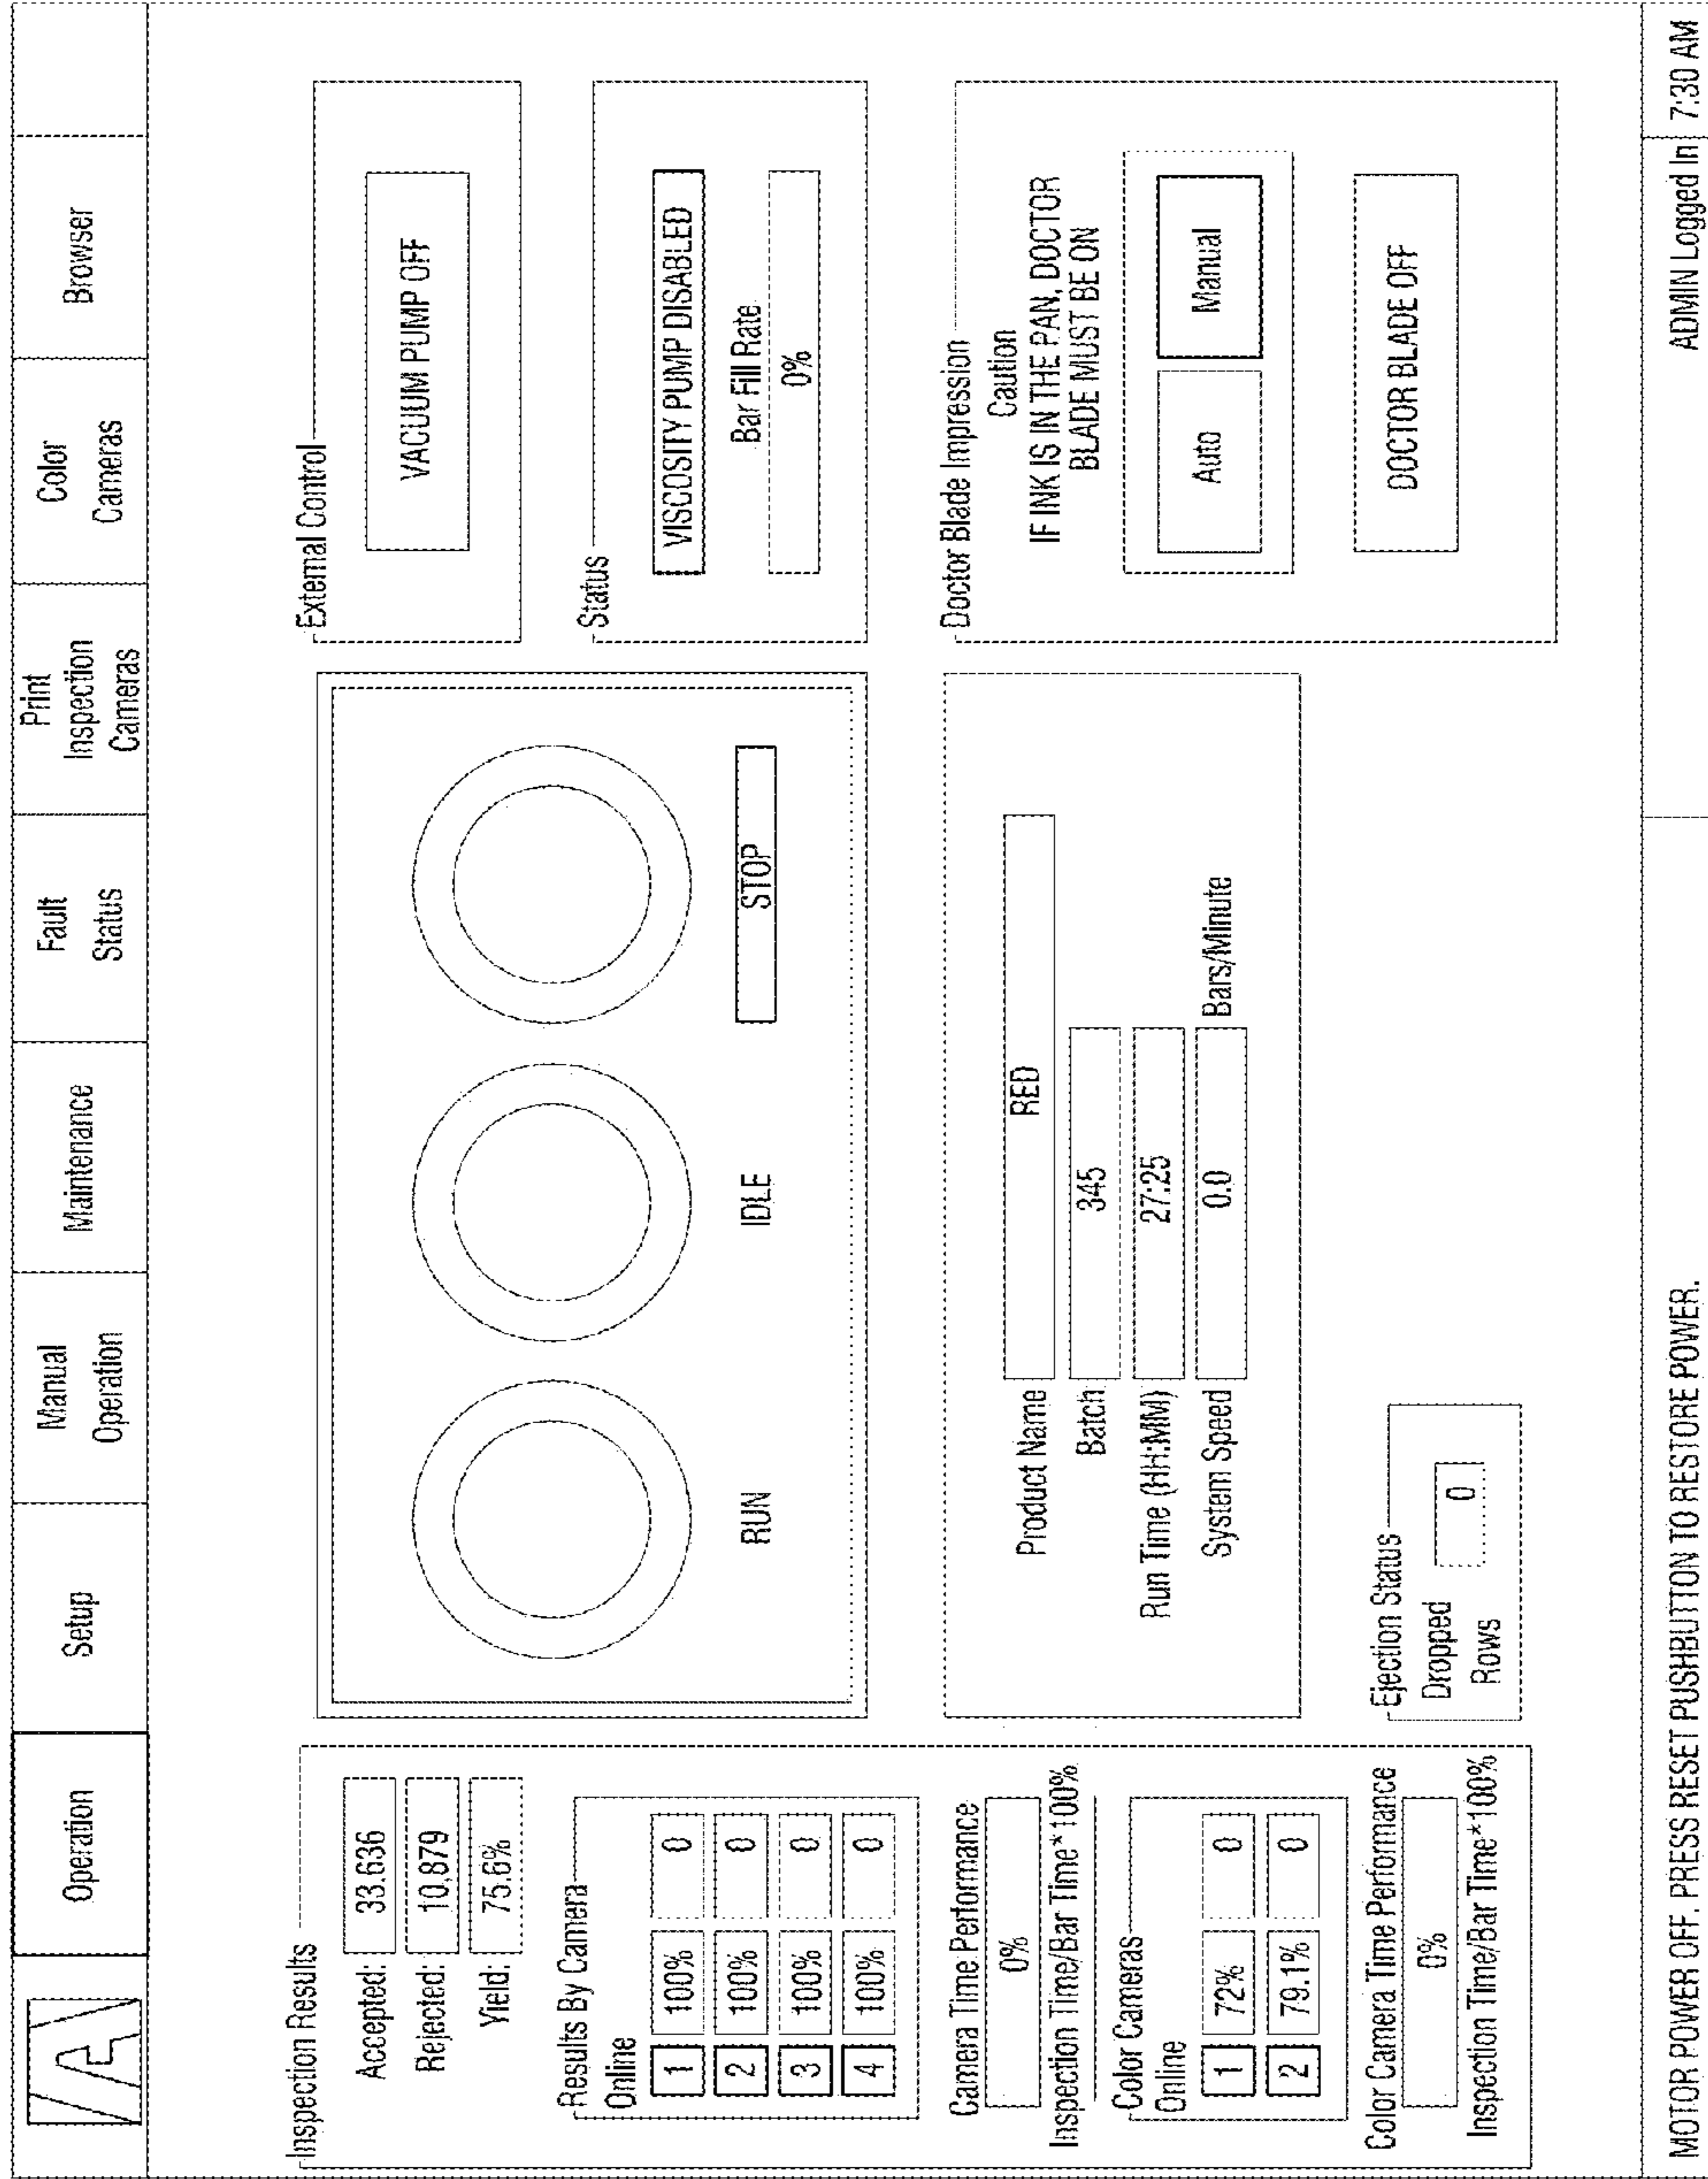 Operation
Setup
Manual
Operation
Maintenance
Fault
Status
Print
Inspection
Cameras
Color
Cameras
Browser
Inspection Results
Accepted: 33.636
Rejected: 10,879
Yield: 75.6%
Results By Camera
Online
1 100% 0
2 100% 0
3 100% 0
4 100% 0
Camera Time Performance
0%
Inspection Time/Bar Time*100%
Color Cameras
Online
1 72% 0
2 79.1% 0
Color Camera Time Performance
0%
Inspection Time/Bar Time*100%
RUN
IDLE
STOP
Product Name RED
Batch 345
Run Time (HH:MM) 27:25
System Speed 0.0 Bars/Minute
Ejection Status
Dropped
Rows
0
External Control
VACUUM PUMP OFF
Status
VISCOSITY PUMP DISABLED
Bar Fill Rate
0%
Doctor Blade Impression
Caution
IF INK IS IN THE PAN, DOCTOR
BLADE MUST BE ON
Auto Manual
DOCTOR BLADE OFF
MOTOR POWER OFF. PRESS RESET PUSHBUTTON TO RESTORE POWER.
ADMIN Logged In 7:30 AM